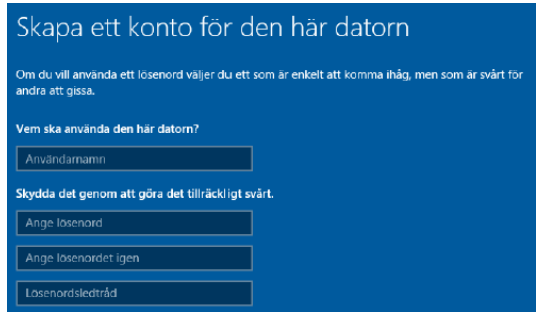 Skapa ett konto för den här datorn
Om du vill använda ett lösenord väljer du ett som är enkelt att komma ihåg, men som är svårt för
andra att gissa.
Vem ska använda den här datorn?
Användarnamn
Skydda det genom att göra det tillräckligt svårt.
Ange lösenord
Ange lösenordet igen
Lösenordsledtråd